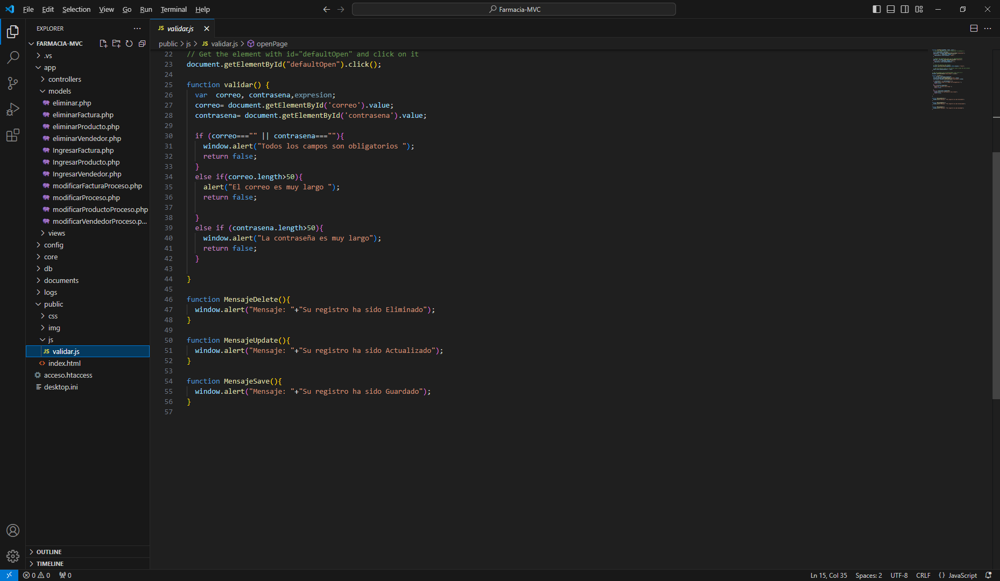 File Edit Selection View Go Run Terminal Help
Farmacia-MVC
EXPLORER
FARMACIA-MVC
.vs
app
controllers
models
eliminar.php
eliminarFactura.php
eliminarProducto.php
eliminarVendedor.php
IngresarFactura.php
IngresarProducto.php
IngresarVendedor.php
modificarFacturaProceso.php
modificarProceso.php
modificarProductoProceso.php
modificarVendedorProceso.p...
views
config
core
db
documents
logs
public
css
img
js
JS validar.js
index.html
acceso.htaccess
desktop.ini
OUTLINE
TIMELINE
JS validar.js
public > js > JS validar.js > openPage
22 // Get the element with id="defaultOpen" and click on it
23 document.getElementById("defaultOpen").click();
24
25 function validar() {
26 var  correo, contrasena,expresion;
27 correo= document.getElementById('correo').value;
28 contrasena= document.getElementById('contrasena').value;
29
30 if (correo==="" || contrasena===""){
31 window.alert("Todos los campos son obligatorios ");
32 return false;
33 }
34 else if(correo.length>50){
35 alert("El correo es muy largo ");
36 return false;
37
38 }
39 else if (contrasena.length>50){
40 window.alert("La contraseña es muy largo");
41 return false;
42 }
43
44 }
45
46 function MensajeDelete(){
47 window.alert("Mensaje: "+"Su registro ha sido Eliminado");
48 }
49
50 function MensajeUpdate(){
51 window.alert("Mensaje: "+"Su registro ha sido Actualizado");
52 }
53
54 function MensajeSave(){
55 window.alert("Mensaje: "+"Su registro ha sido Guardado");
56 }
57
0 0 0
Ln 15, Col 35 Spaces: 2 UTF-8 CRLF {} JavaScript